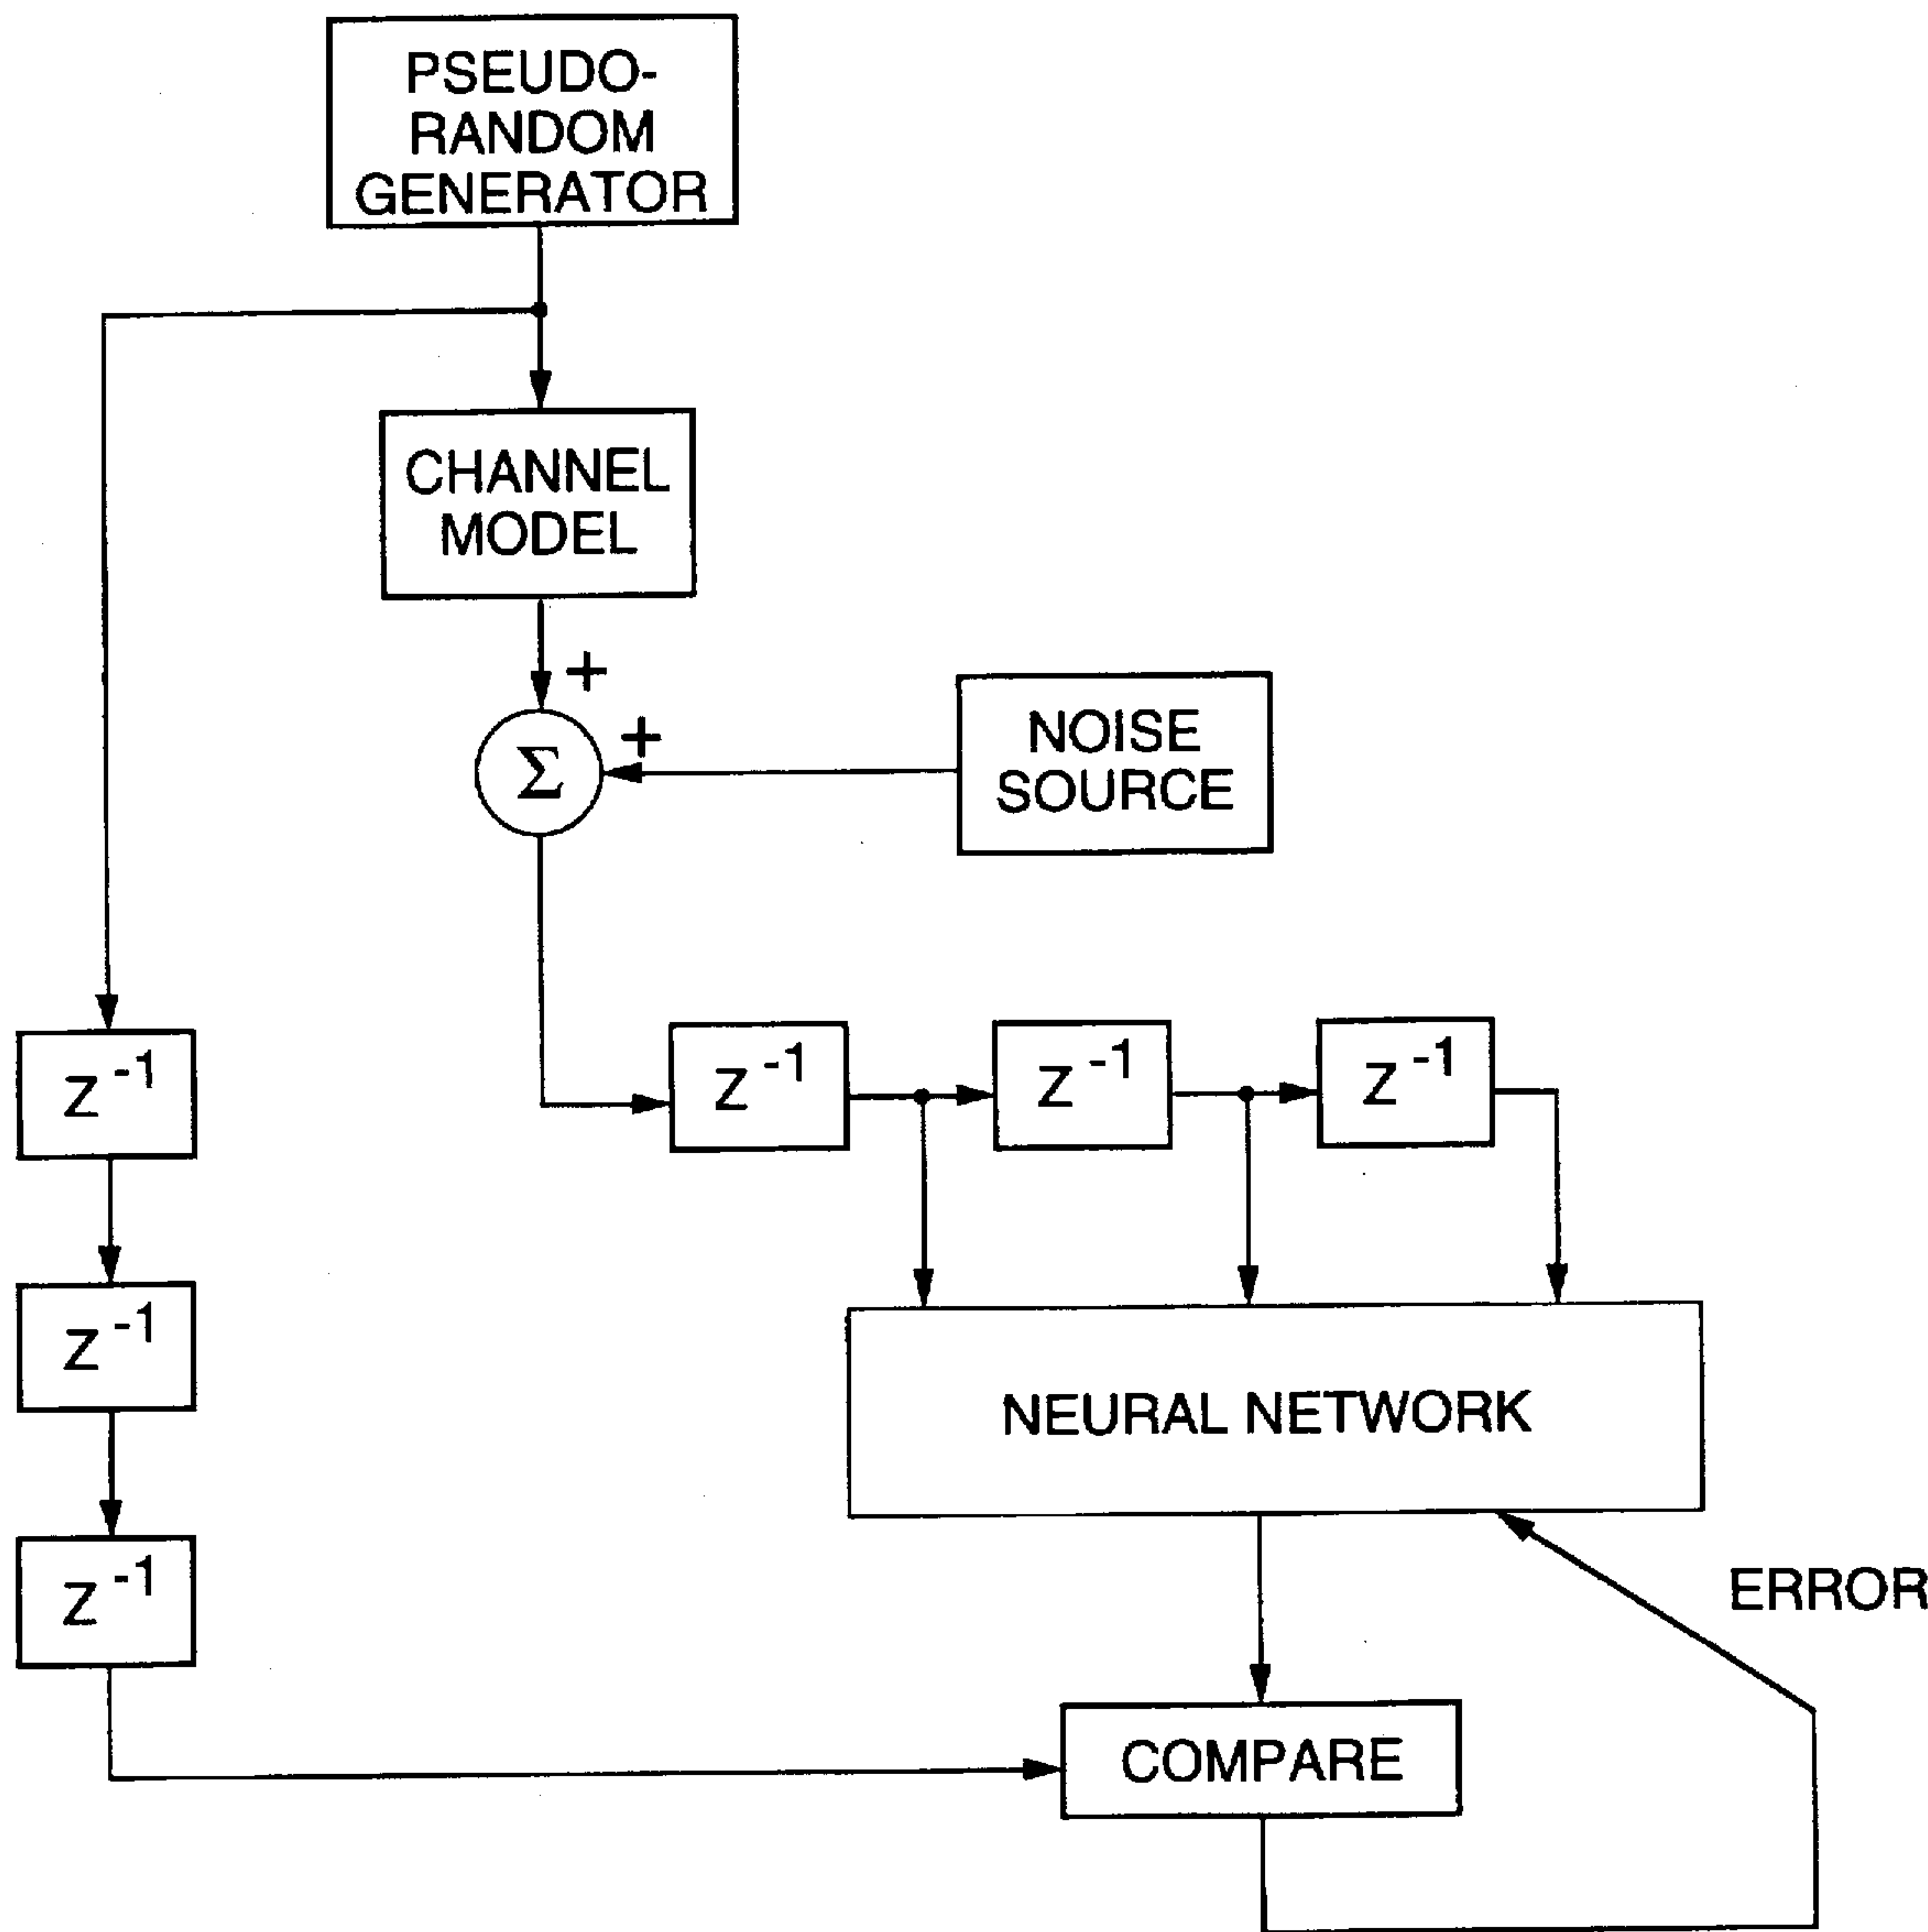 PSEUDO-
RANDOM
GENERATOR
CHANNEL
MODEL
+
+
Σ
NOISE
SOURCE
Z⁻¹
Z⁻¹
Z⁻¹
Z⁻¹
Z⁻¹
Z⁻¹
NEURAL NETWORK
ERROR
COMPARE